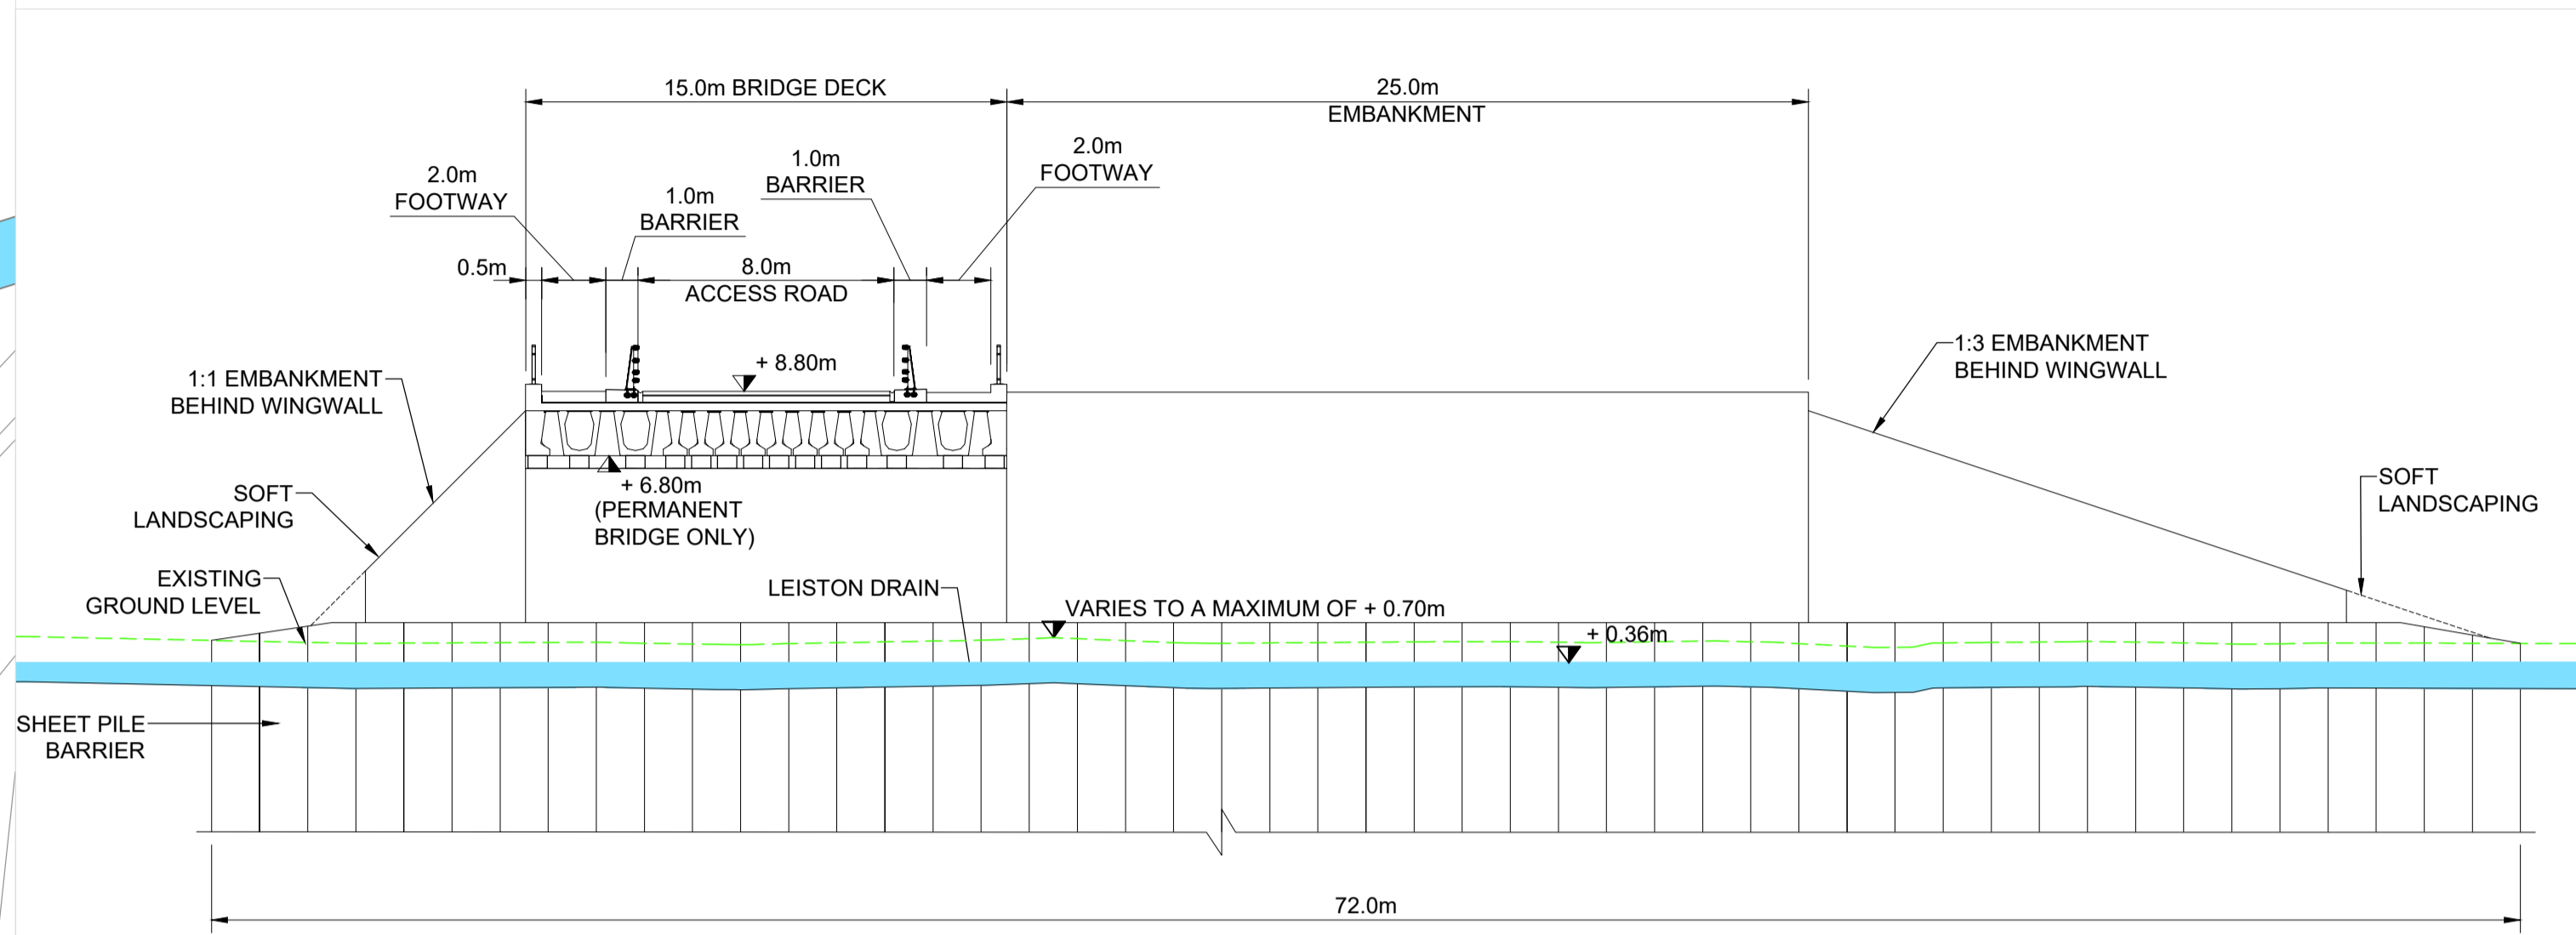 15.0m BRIDGE DECK
25.0m
EMBANKMENT
2.0m
FOOTWAY
1.0m
BARRIER
1.0m
BARRIER
2.0m
FOOTWAY
0.5m
8.0m
ACCESS ROAD
+ 8.80m
1:1 EMBANKMENT
BEHIND WINGWALL
1:3 EMBANKMENT
BEHIND WINGWALL
SOFT
LANDSCAPING
+ 6.80m
(PERMANENT
BRIDGE ONLY)
SOFT
LANDSCAPING
EXISTING
GROUND LEVEL
LEISTON DRAIN
VARIES TO A MAXIMUM OF + 0.70m
+ 0.36m
SHEET PILE
BARRIER
72.0m